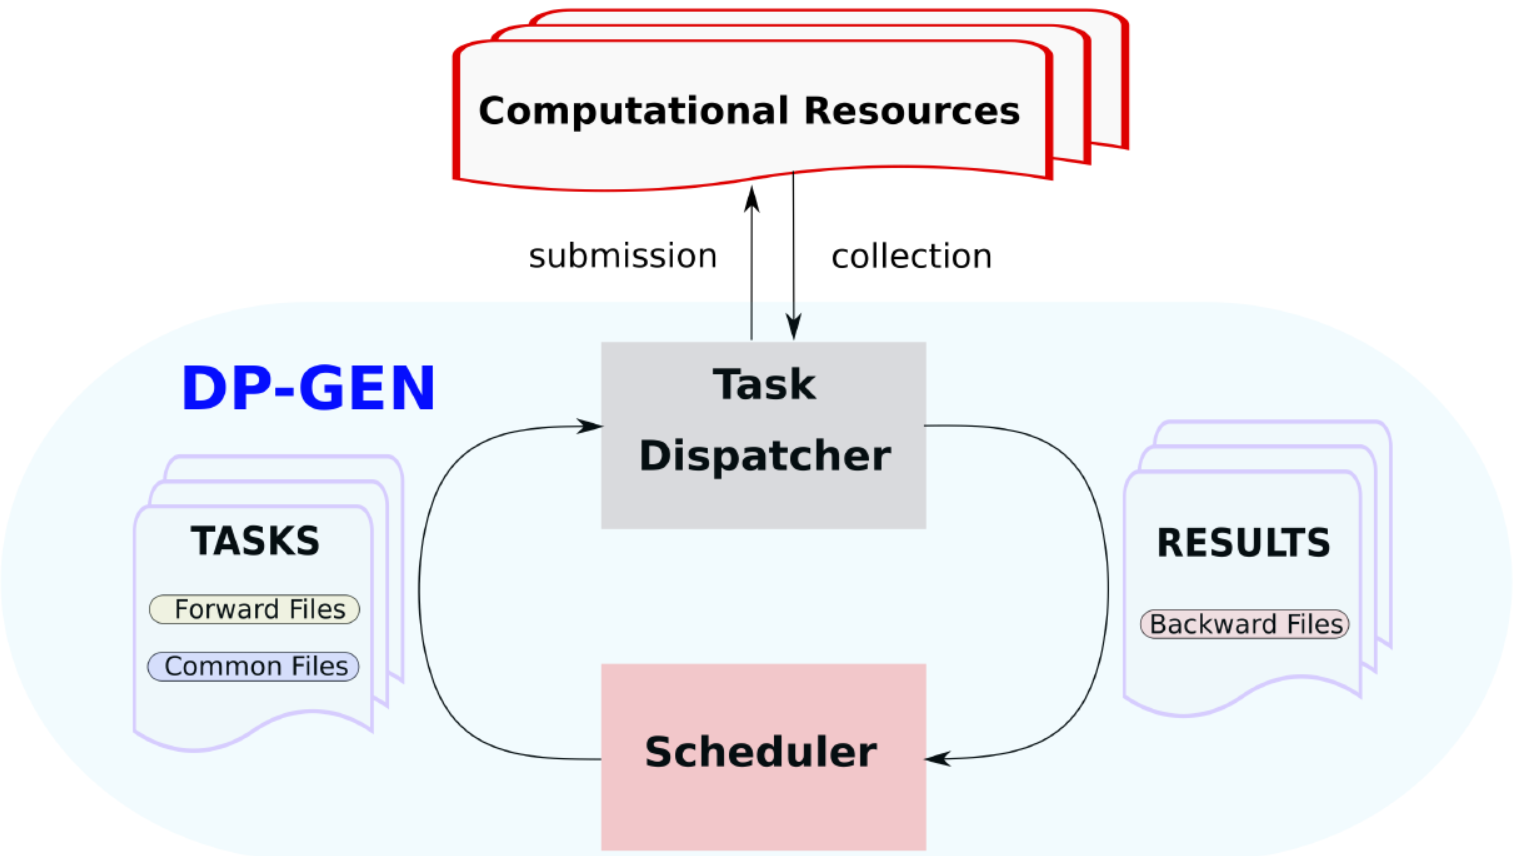 Computational Resources
submission
collection
DP-GEN
Task
Dispatcher
TASKS
Forward Files
Common Files
RESULTS
Backward Files
Scheduler